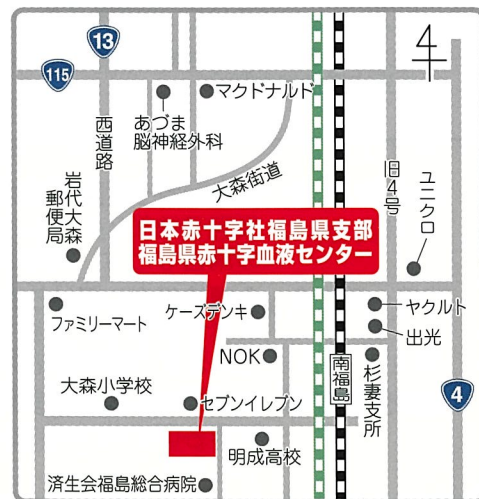 13
115
マクドナルド
あづま
脳神経外科
西道路
大森街道
旧4号
ユニクロ
岩代大森
郵便局
日本赤十字社福島県支部
福島県赤十字血液センター
ファミリーマート
ケーズデンキ
ヤクルト
出光
NOK
南福島
杉妻支所
4
大森小学校
セブンイレブン
明成高校
済生会福島総合病院